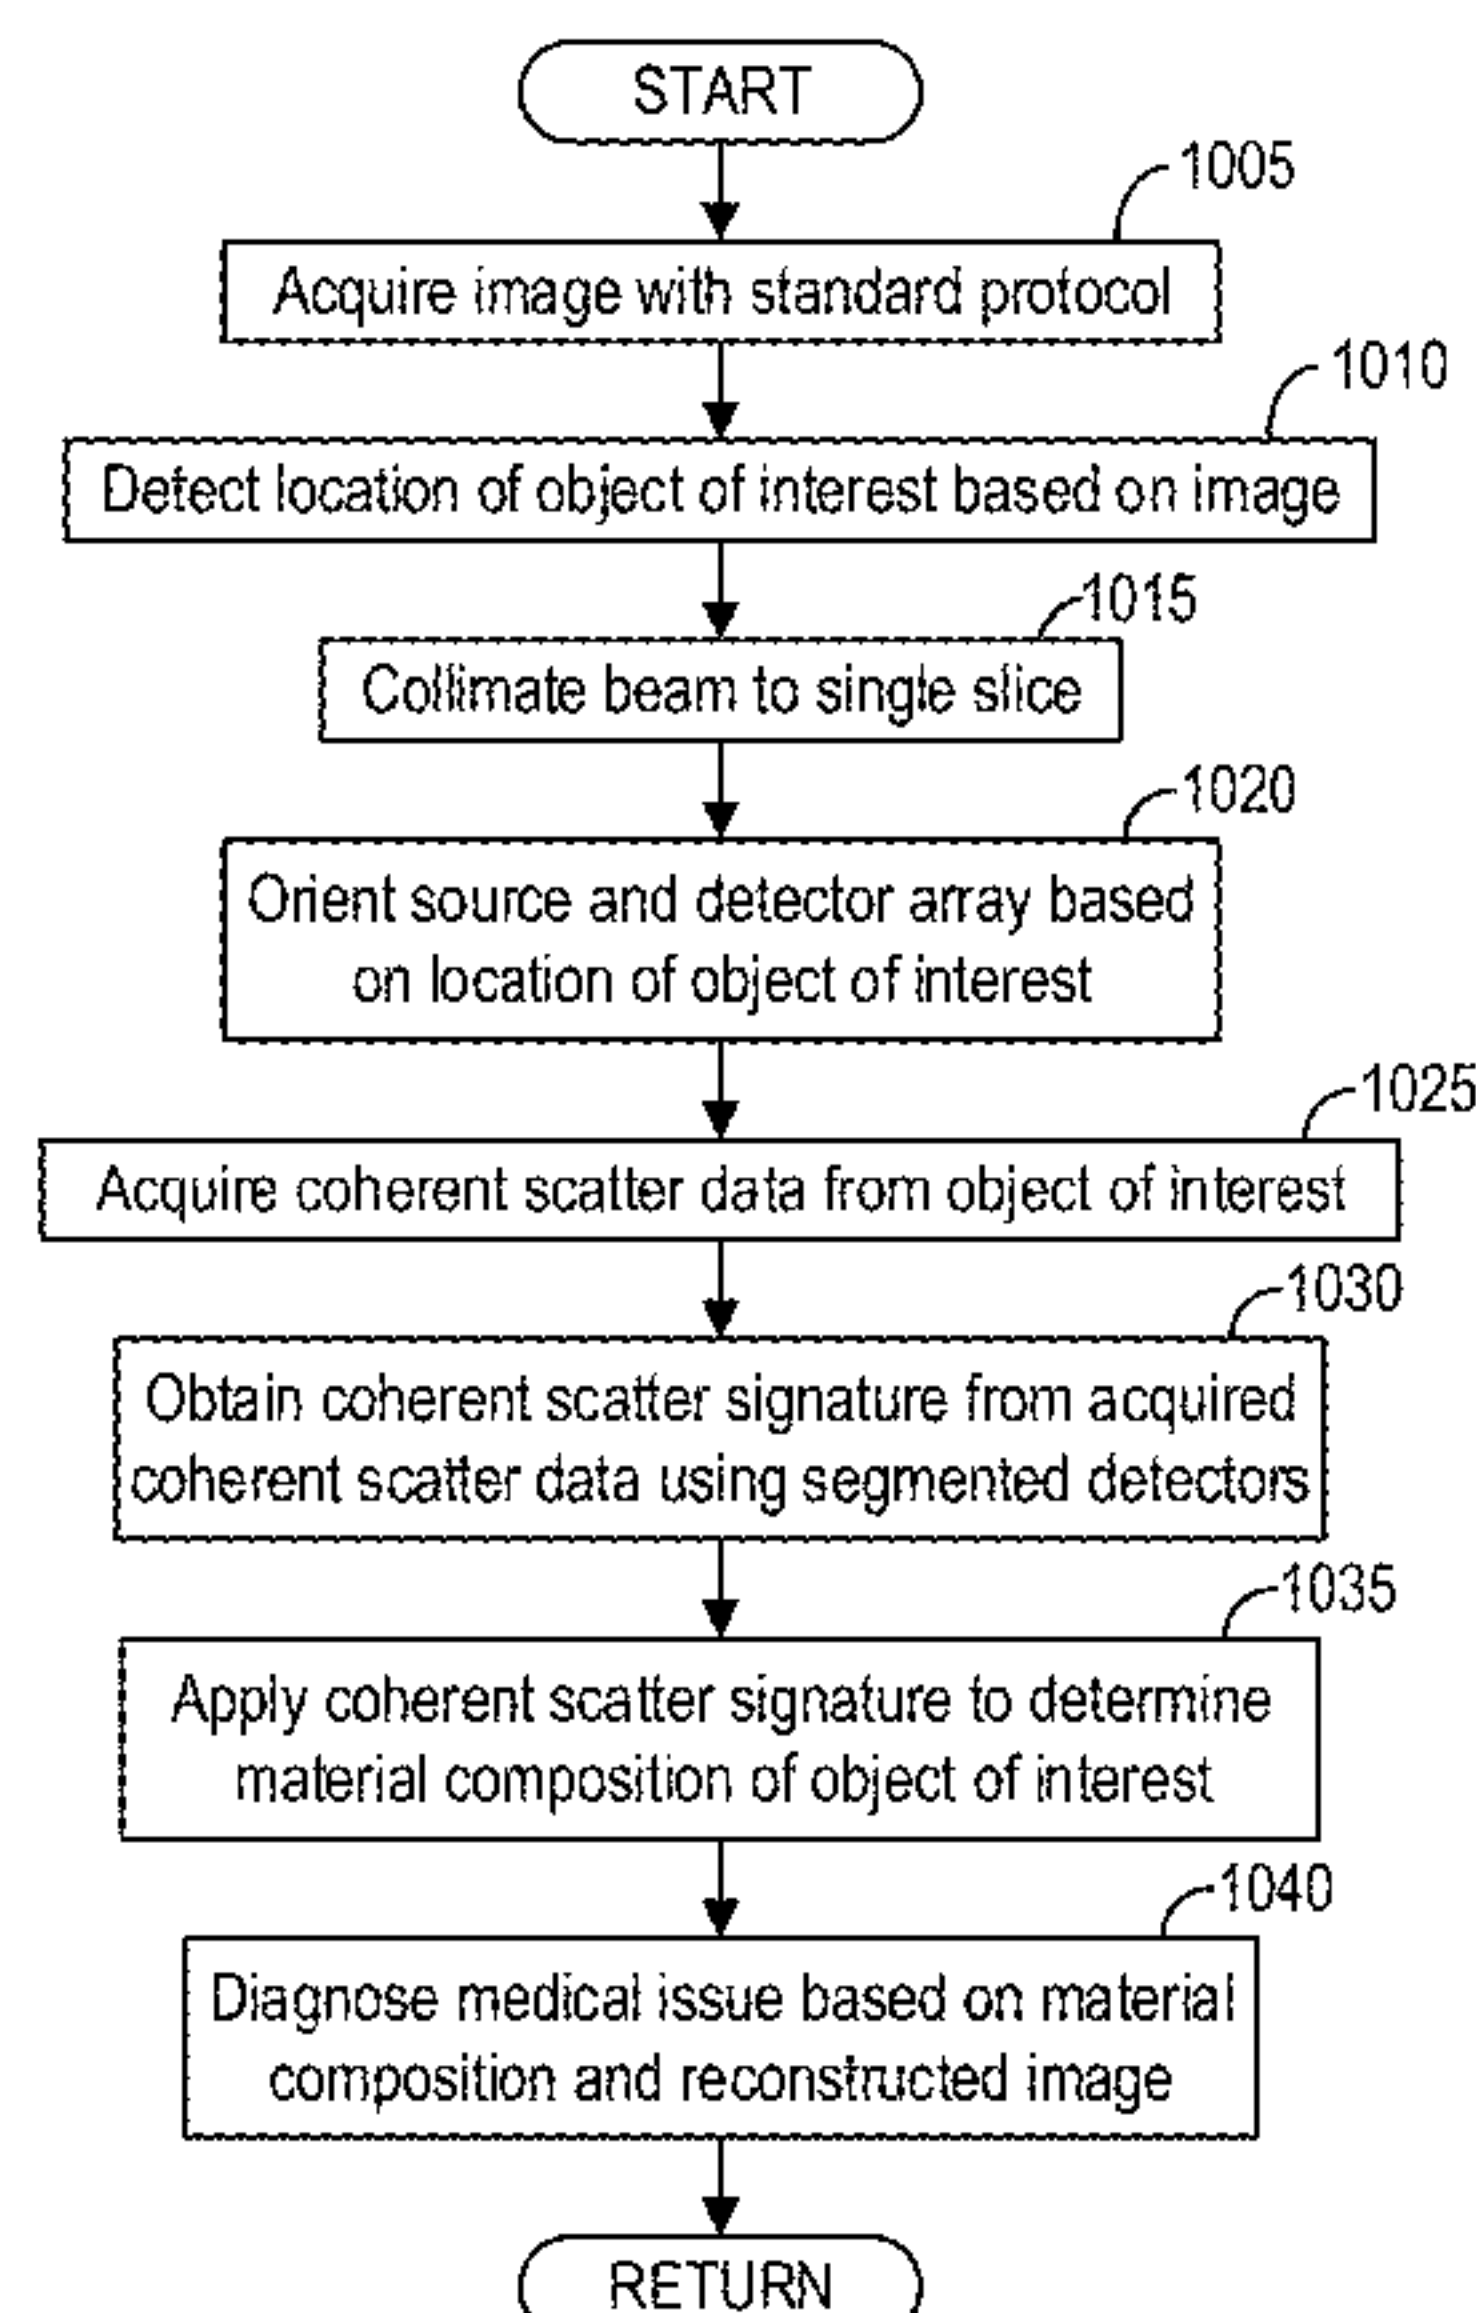 START
1005
Acquire image with standard protocol
1010
Detect location of object of interest based on image
1015
Collimate beam to single slice
1020
Orient source and detector array based
on location of object of interest
1025
Acquire coherent scatter data from object of interest
1030
Obtain coherent scatter signature from acquired
coherent scatter data using segmented detectors
1035
Apply coherent scatter signature to determine
material composition of object of interest
1040
Diagnose medical issue based on material
composition and reconstructed image
RETURN